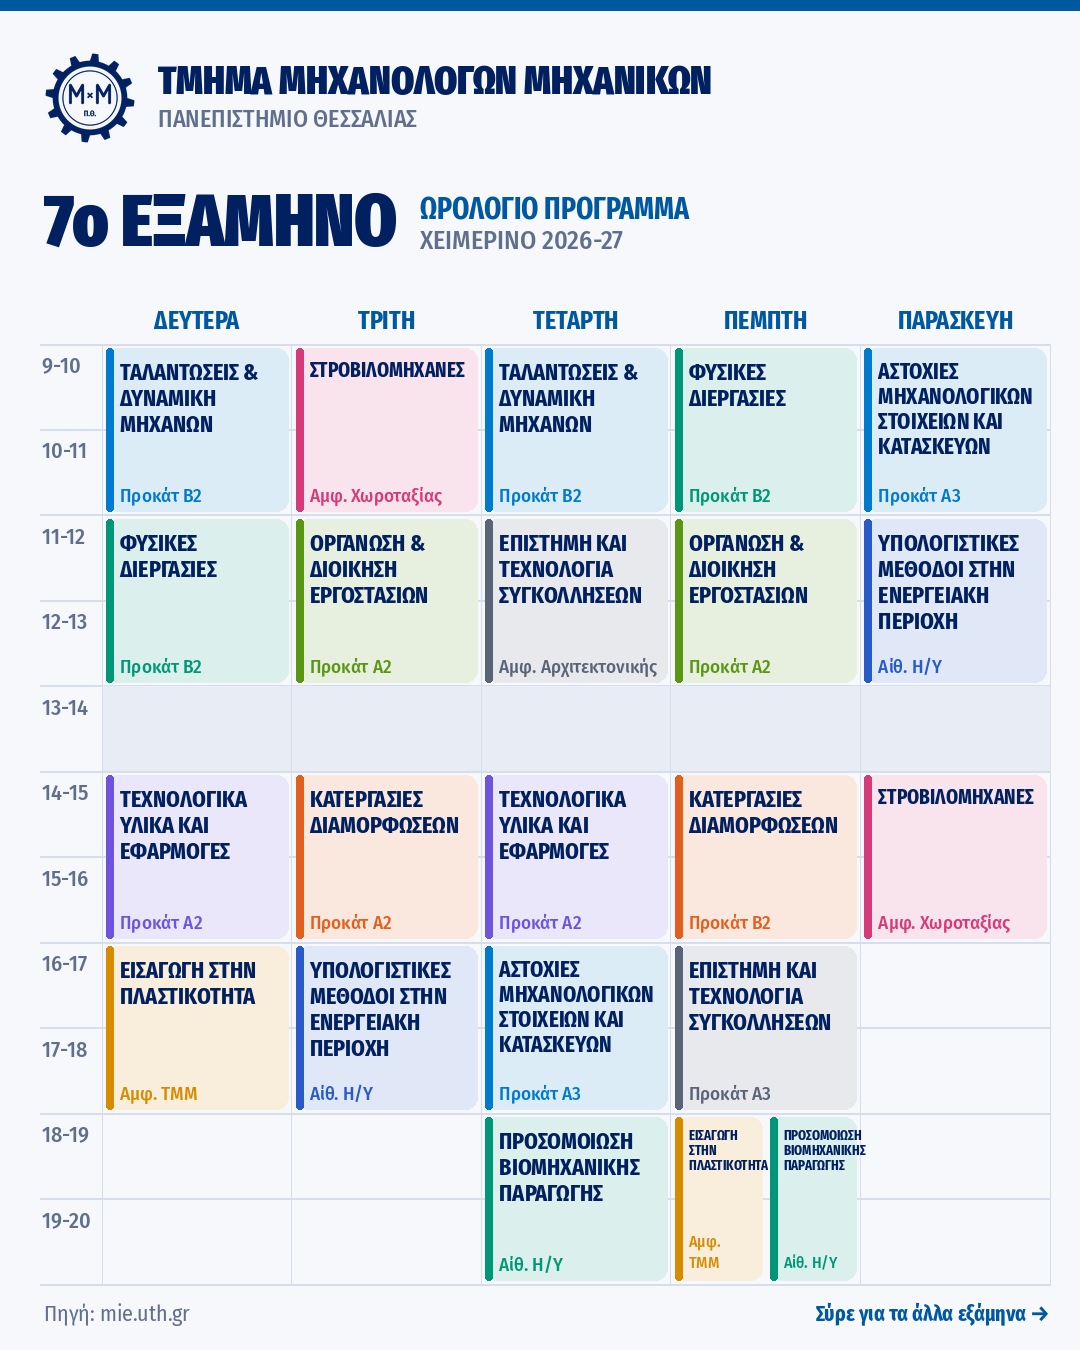 M×M
Π.Θ.
ΤΜΗΜΑ ΜΗΧΑΝΟΛΟΓΩΝ ΜΗΧΑΝΙΚΩΝ
ΠΑΝΕΠΙΣΤΗΜΙΟ ΘΕΣΣΑΛΙΑΣ
7ο ΕΞΑΜΗΝΟ
ΩΡΟΛΟΓΙΟ ΠΡΟΓΡΑΜΜΑ
ΧΕΙΜΕΡΙΝΟ 2026-27
ΔΕΥΤΕΡΑ
ΤΡΙΤΗ
ΤΕΤΑΡΤΗ
ΠΕΜΠΤΗ
ΠΑΡΑΣΚΕΥΗ
9-10
10-11
ΤΑΛΑΝΤΩΣΕΙΣ &
ΔΥΝΑΜΙΚΗ
ΜΗΧΑΝΩΝ
Προκάτ Β2
ΣΤΡΟΒΙΛΟΜΗΧΑΝΕΣ
Αμφ. Χωροταξίας
ΤΑΛΑΝΤΩΣΕΙΣ &
ΔΥΝΑΜΙΚΗ
ΜΗΧΑΝΩΝ
Προκάτ Β2
ΦΥΣΙΚΕΣ
ΔΙΕΡΓΑΣΙΕΣ
Προκάτ Β2
ΑΣΤΟΧΙΕΣ
ΜΗΧΑΝΟΛΟΓΙΚΩΝ
ΣΤΟΙΧΕΙΩΝ ΚΑΙ
ΚΑΤΑΣΚΕΥΩΝ
Προκάτ Α3
11-12
12-13
ΦΥΣΙΚΕΣ
ΔΙΕΡΓΑΣΙΕΣ
Προκάτ Β2
ΟΡΓΑΝΩΣΗ &
ΔΙΟΙΚΗΣΗ
ΕΡΓΟΣΤΑΣΙΩΝ
Προκάτ Α2
ΕΠΙΣΤΗΜΗ ΚΑΙ
ΤΕΧΝΟΛΟΓΙΑ
ΣΥΓΚΟΛΛΗΣΕΩΝ
Αμφ. Αρχιτεκτονικής
ΟΡΓΑΝΩΣΗ &
ΔΙΟΙΚΗΣΗ
ΕΡΓΟΣΤΑΣΙΩΝ
Προκάτ Α2
ΥΠΟΛΟΓΙΣΤΙΚΕΣ
ΜΕΘΟΔΟΙ ΣΤΗΝ
ΕΝΕΡΓΕΙΑΚΗ
ΠΕΡΙΟΧΗ
Αίθ. Η/Υ
13-14
14-15
15-16
ΤΕΧΝΟΛΟΓΙΚΑ
ΥΛΙΚΑ ΚΑΙ
ΕΦΑΡΜΟΓΕΣ
Προκάτ Α2
ΚΑΤΕΡΓΑΣΙΕΣ
ΔΙΑΜΟΡΦΩΣΕΩΝ
Προκάτ Α2
ΤΕΧΝΟΛΟΓΙΚΑ
ΥΛΙΚΑ ΚΑΙ
ΕΦΑΡΜΟΓΕΣ
Προκάτ Α2
ΚΑΤΕΡΓΑΣΙΕΣ
ΔΙΑΜΟΡΦΩΣΕΩΝ
Προκάτ Β2
ΣΤΡΟΒΙΛΟΜΗΧΑΝΕΣ
Αμφ. Χωροταξίας
16-17
17-18
ΕΙΣΑΓΩΓΗ ΣΤΗΝ
ΠΛΑΣΤΙΚΟΤΗΤΑ
Αμφ. ΤΜΜ
ΥΠΟΛΟΓΙΣΤΙΚΕΣ
ΜΕΘΟΔΟΙ ΣΤΗΝ
ΕΝΕΡΓΕΙΑΚΗ
ΠΕΡΙΟΧΗ
Αίθ. Η/Υ
ΑΣΤΟΧΙΕΣ
ΜΗΧΑΝΟΛΟΓΙΚΩΝ
ΣΤΟΙΧΕΙΩΝ ΚΑΙ
ΚΑΤΑΣΚΕΥΩΝ
Προκάτ Α3
ΕΠΙΣΤΗΜΗ ΚΑΙ
ΤΕΧΝΟΛΟΓΙΑ
ΣΥΓΚΟΛΛΗΣΕΩΝ
Προκάτ Α3
18-19
19-20
ΠΡΟΣΟΜΟΙΩΣΗ
ΒΙΟΜΗΧΑΝΙΚΗΣ
ΠΑΡΑΓΩΓΗΣ
Αίθ. Η/Υ
ΕΙΣΑΓΩΓΗ
ΣΤΗΝ
ΠΛΑΣΤΙΚΟΤΗΤΑ
Αμφ.
ΤΜΜ
ΠΡΟΣΟΜΟΙΩΣΗ
ΒΙΟΜΗΧΑΝΙΚΗΣ
ΠΑΡΑΓΩΓΗΣ
Αίθ. Η/Υ
Πηγή: mie.uth.gr
Σύρε για τα άλλα εξάμηνα →